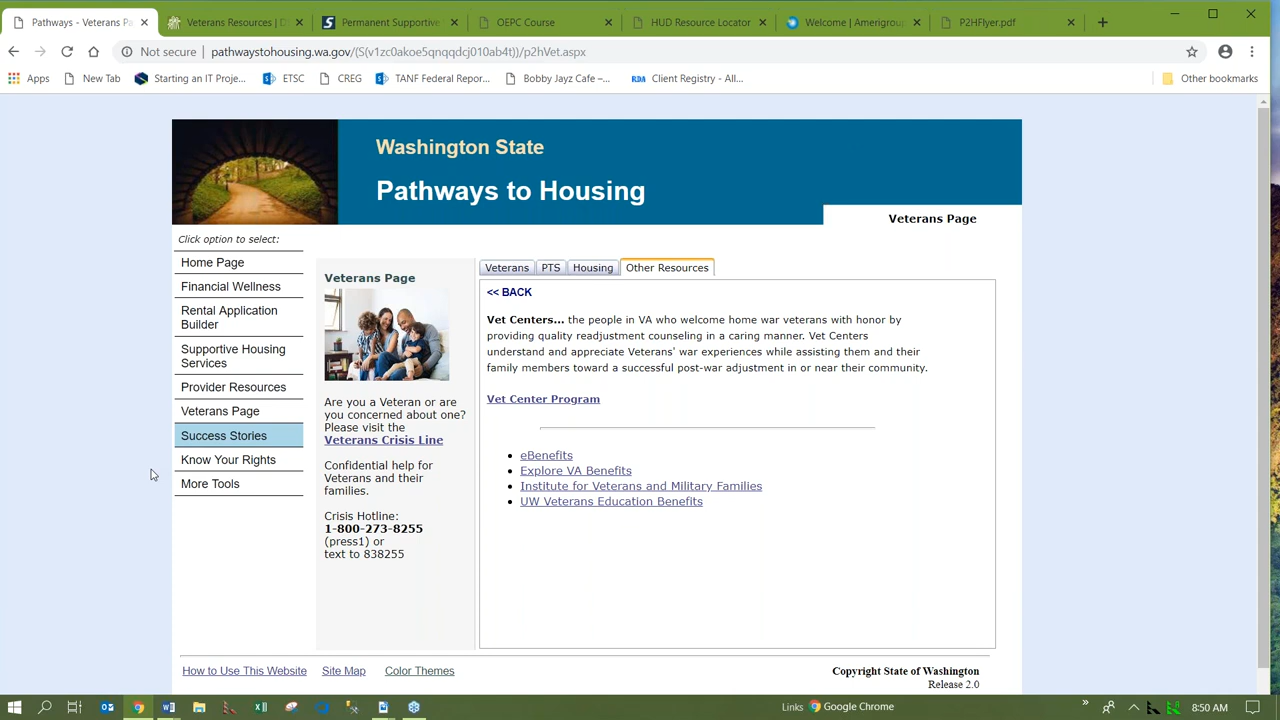 Pathways - Veterans Pa
Veterans Resources | D
Permanent Supportive
OEPC Course
HUD Resource Locator
Welcome | Amerigroup
P2HFlyer.pdf
Not secure
pathwaystohousing.wa.gov/(S(v1zc0akoe5qnqqdcj010ab4t))/p2hVet.aspx
Apps
New Tab
Starting an IT Proje...
ETSC
CREG
TANF Federal Repor...
Bobby Jayz Cafe –...
RDA Client Registry - Al...
Other bookmarks
Washington State
Pathways to Housing
Veterans Page
Click option to select:
Home Page
Financial Wellness
Rental Application
Builder
Supportive Housing
Services
Provider Resources
Veterans Page
Success Stories
Know Your Rights
More Tools
Veterans Page
Are you a Veteran or are
you concerned about one?
Please visit the
Veterans Crisis Line
Confidential help for
Veterans and their
families.
Crisis Hotline:
1-800-273-8255
(press1) or
text to 838255
Veterans
PTS
Housing
Other Resources
<< BACK
Vet Centers... the people in VA who welcome home war veterans with honor by
providing quality readjustment counseling in a caring manner. Vet Centers
understand and appreciate Veterans' war experiences while assisting them and their
family members toward a successful post-war adjustment in or near their community.
Vet Center Program
eBenefits
Explore VA Benefits
Institute for Veterans and Military Families
UW Veterans Education Benefits
How to Use This Website
Site Map
Color Themes
Copyright State of Washington
Release 2.0
Links
Google Chrome
8:50 AM